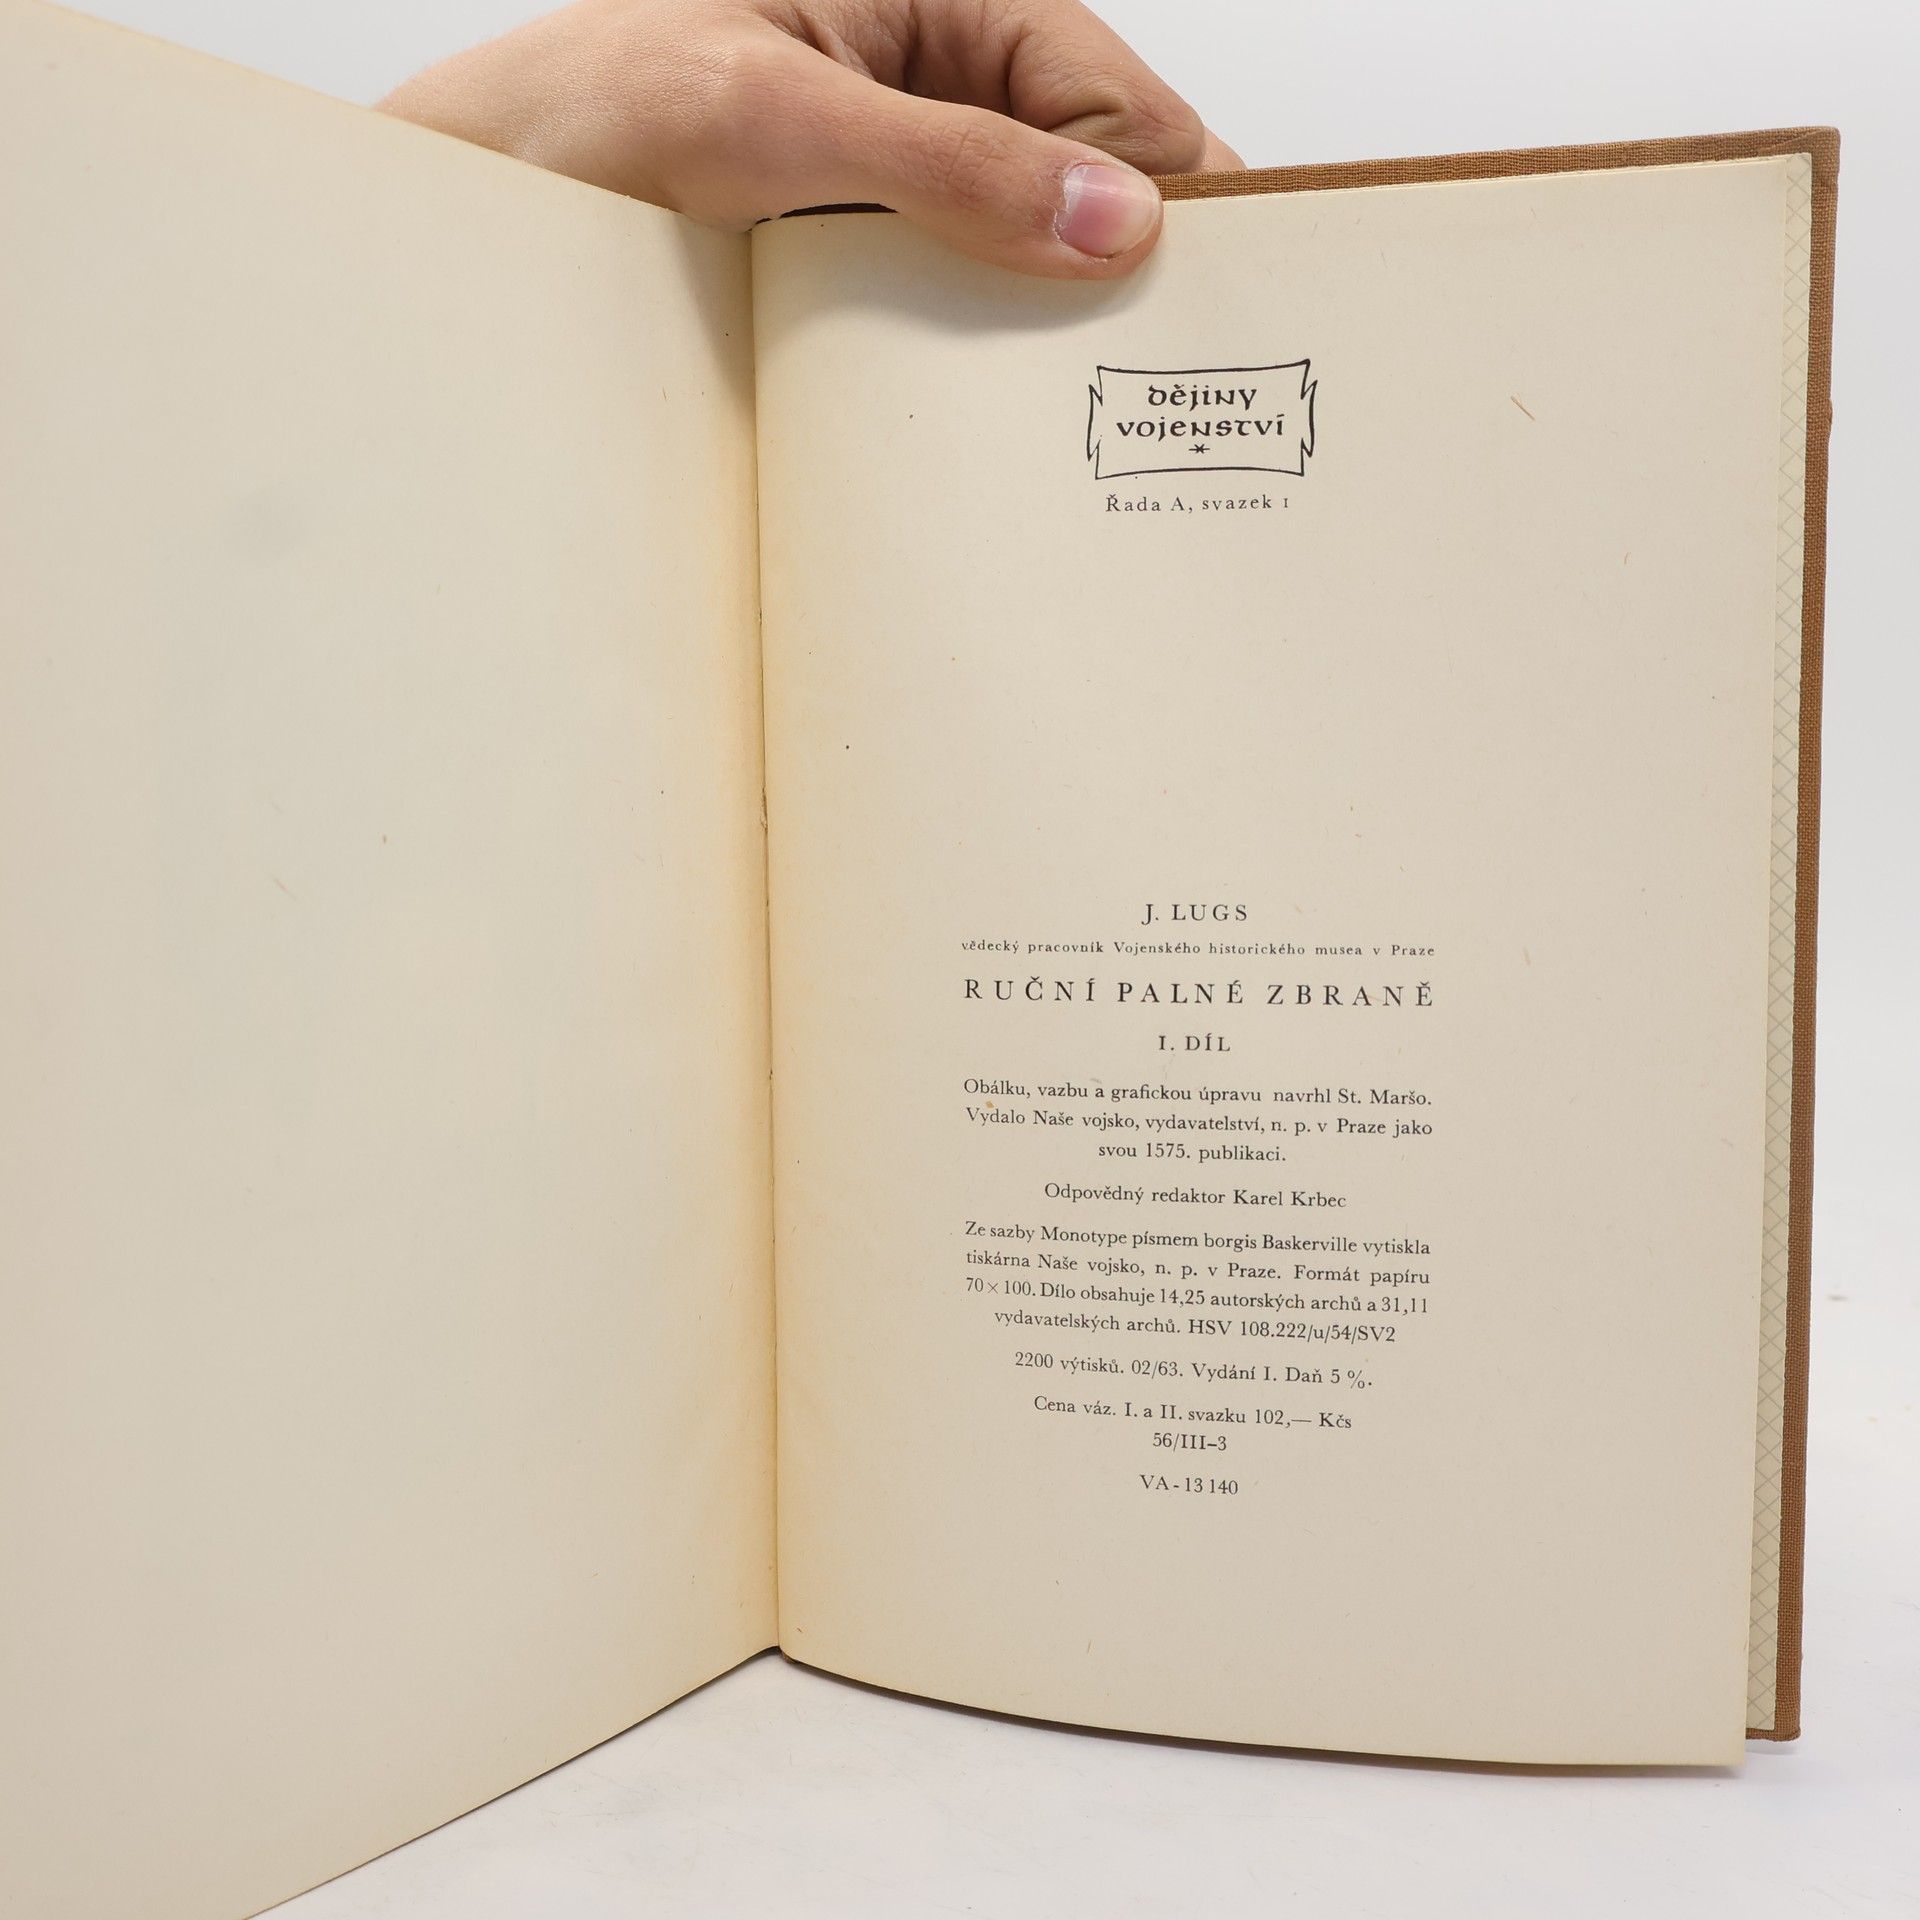 dějiny
vojenství
Řada A, svazek 1
J. LUGS
vědecký pracovník Vojenského historického musea v Praze
RUČNÍ PALNÉ ZBRANĚ
I. DÍL
Obálku, vazbu a grafickou úpravu navrhl St. Maršo.
Vydalo Naše vojsko, vydavatelství, n. p. v Praze jako
svou 1575. publikaci.
Odpovědný redaktor Karel Krbec
Ze sazby Monotype písmem borgis Baskerville vytiskla
tiskárna Naše vojsko, n. p. v Praze. Formát papíru
70 × 100. Dílo obsahuje 14,25 autorských archů a 31,11
vydavatelských archů. HSV 108.222/u/54/SV2
2200 výtisků. 02/63. Vydání I. Daň 5 %.
Cena váz. I. a II. svazku 102,— Kčs
56/III–3
VA - 13 140